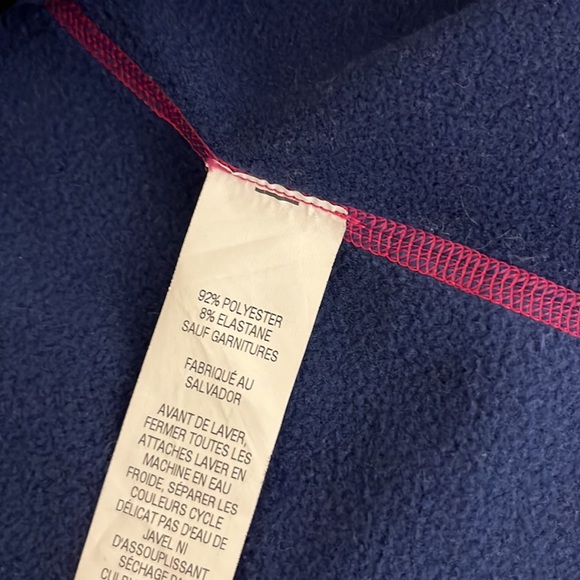 92% POLYESTER
8% ELASTANE
SAUF GARNITURES
FABRIQUÉ AU
SALVADOR
AVANT DE LAVER,
FERMER TOUTES LES
ATTACHES LAVER EN
MACHINE EN EAU
FROIDE, SÉPARER LES
COULEURS CYCLE
DÉLICAT PAS D'EAU DE
JAVEL NI
D'ASSOUPLISSANT
SÉCHAGE